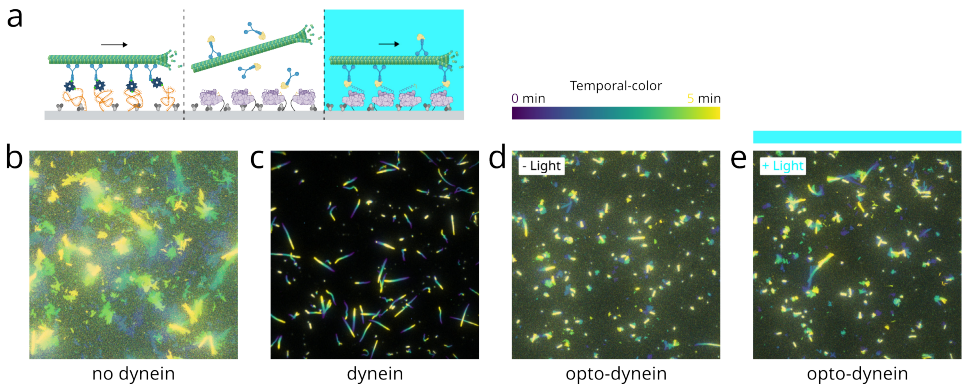 a
Temporal-color
0 min 5 min
b c d e
- Light + Light
no dynein dynein opto-dynein opto-dynein